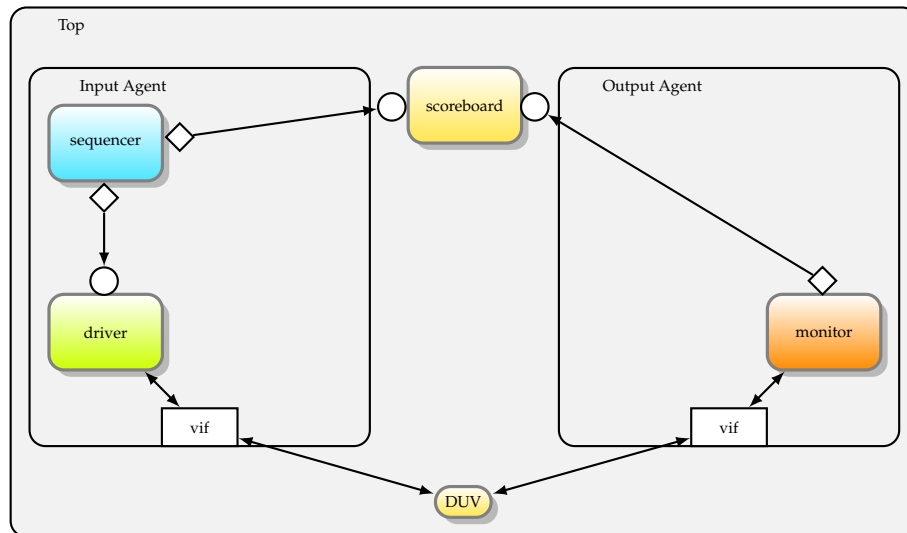 Top
Input Agent
scoreboard
Output Agent
sequencer
driver
monitor
vif
vif
DUV